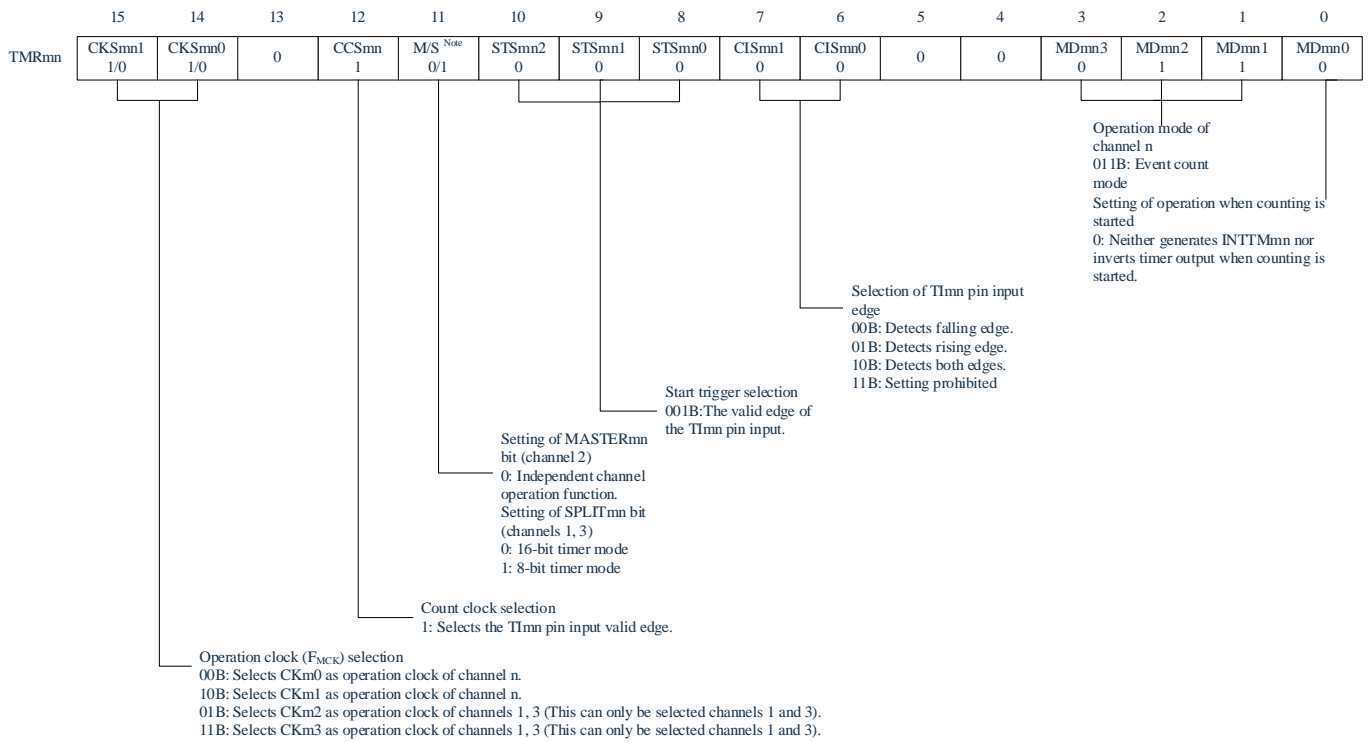 15 14 13 12 11 10 9 8 7 6 5 4 3 2 1 0
TMRmn
CKSmn1 CKSmn0 0 CCSmn M/S Note STSmn2 STSmn1 STSmn0 CISmn1 CISmn0 0 0 MDmn3 MDmn2 MDmn1 MDmn0
1/0 1/0 1 0/1 0 0 0 0 0 0 1 1 0
Operation mode of
channel n
011B: Event count
mode
Setting of operation when counting is
started
0: Neither generates INTTMmn nor
inverts timer output when counting is
started.
Selection of TImn pin input
edge
00B: Detects falling edge.
01B: Detects rising edge.
10B: Detects both edges.
11B: Setting prohibited
Start trigger selection
001B:The valid edge of
the TImn pin input.
Setting of MASTERmn
bit (channel 2)
0: Independent channel
operation function.
Setting of SPLITmn bit
(channels 1, 3)
0: 16-bit timer mode
1: 8-bit timer mode
Count clock selection
1: Selects the TImn pin input valid edge.
Operation clock (FMCK) selection
00B: Selects CKm0 as operation clock of channel n.
10B: Selects CKm1 as operation clock of channel n.
01B: Selects CKm2 as operation clock of channels 1, 3 (This can only be selected channels 1 and 3).
11B: Selects CKm3 as operation clock of channels 1, 3 (This can only be selected channels 1 and 3).